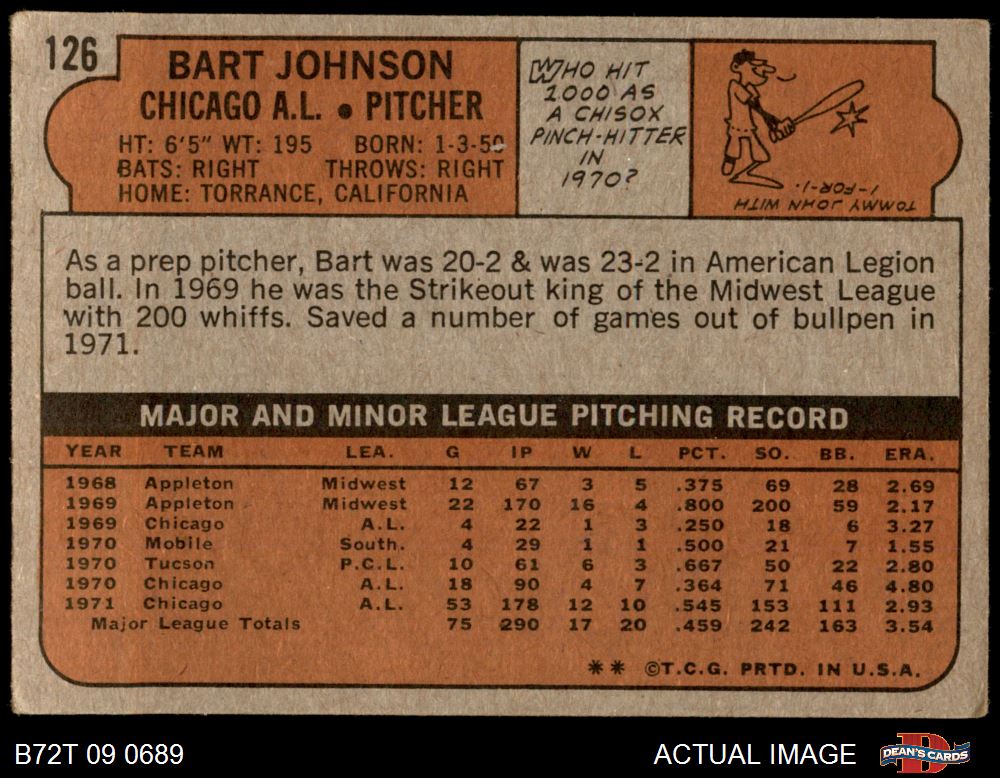 126
BART JOHNSON
CHICAGO A.L. • PITCHER
HT: 6'5" WT: 195 BORN: 1-3-50
BATS: RIGHT THROWS: RIGHT
HOME: TORRANCE, CALIFORNIA
WHO HIT
1000 AS
A CHISOX
PINCH-HITTER
IN
1970?
TOMMY JOHN WITH
1-FOR-1.
As a prep pitcher, Bart was 20-2 & was 23-2 in American Legion
ball. In 1969 he was the Strikeout king of the Midwest League
with 200 whiffs. Saved a number of games out of bullpen in
1971.
MAJOR AND MINOR LEAGUE PITCHING RECORD
YEAR TEAM LEA. G IP W L PCT. SO. BB. ERA.
1968 Appleton Midwest 12 67 3 5 .375 69 28 2.69
1969 Appleton Midwest 22 170 16 4 .800 200 59 2.17
1969 Chicago A.L. 4 22 1 3 .250 18 6 3.27
1970 Mobile South. 4 29 1 1 .500 21 7 1.55
1970 Tucson P.C.L. 10 61 6 3 .667 50 22 2.80
1970 Chicago A.L. 18 90 4 7 .364 71 46 4.80
1971 Chicago A.L. 53 178 12 10 .545 153 111 2.93
Major League Totals 75 290 17 20 .459 242 163 3.54
** ©T.C.G. PRTD. IN U.S.A.
B72T 09 0689
ACTUAL IMAGE
DEAN'S CARDS